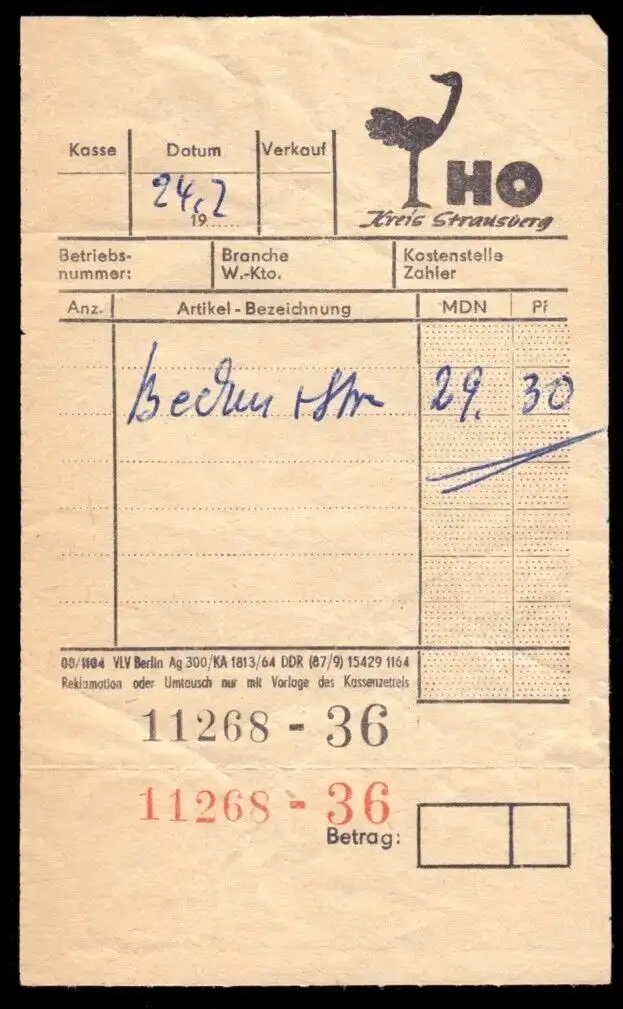 HO
Kreis Strausberg
Kasse Datum Verkauf
24.2
19......
Betriebs- Branche Kostenstelle
nummer: W.-Kto. Zahler
Anz. Artikel-Bezeichnung MDN Pf
29. 30
00/1104 VLV Berlin Ag 300/KA 1813/64 DDR (87/9) 15429 1164
Reklamation oder Umtausch nur mit Vorlage des Kassenzettels
11268 - 36
11268 - 36
Betrag: